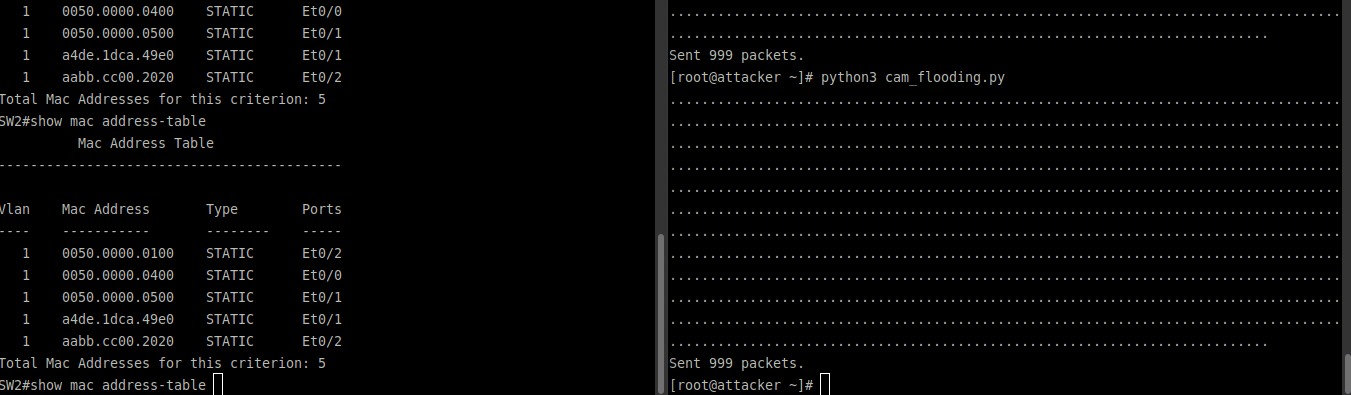 1    0050.0000.0400    STATIC      Et0/0
   1    0050.0000.0500    STATIC      Et0/1
   1    a4de.1dca.49e0    STATIC      Et0/1
   1    aabb.cc00.2020    STATIC      Et0/2
Total Mac Addresses for this criterion: 5
SW2#show mac address-table
          Mac Address Table
-------------------------------------------
Vlan    Mac Address       Type        Ports
----    -----------       --------    -----
   1    0050.0000.0100    STATIC      Et0/2
   1    0050.0000.0400    STATIC      Et0/0
   1    0050.0000.0500    STATIC      Et0/1
   1    a4de.1dca.49e0    STATIC      Et0/1
   1    aabb.cc00.2020    STATIC      Et0/2
Total Mac Addresses for this criterion: 5
SW2#show mac address-table
....................................................................................
...........................................................................
Sent 999 packets.
[root@attacker ~]# python3 cam_flooding.py
....................................................................................
....................................................................................
....................................................................................
....................................................................................
....................................................................................
....................................................................................
....................................................................................
....................................................................................
....................................................................................
....................................................................................
....................................................................................
...........................................................................
Sent 999 packets.
[root@attacker ~]#